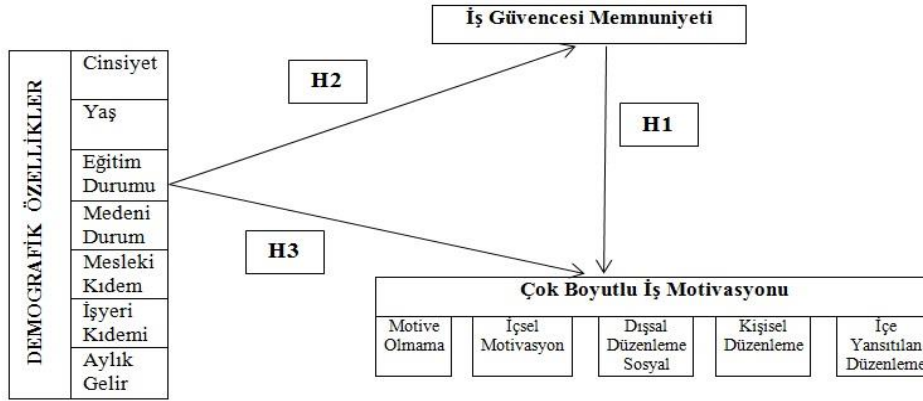 İş Güvencesi Memnuniyeti
DEMOGRAFİK ÖZELLİKLER
Cinsiyet
Yaş
Eğitim
Durumu
Medeni
Durum
Mesleki
Kıdem
İşyeri
Kıdemi
Aylık
Gelir
H2
H1
H3
Çok Boyutlu İş Motivasyonu
Motive
Olmama
İçsel
Motivasyon
Dışsal
Düzenleme
Sosyal
Kişisel
Düzenleme
İçe
Yansıtılan
Düzenleme